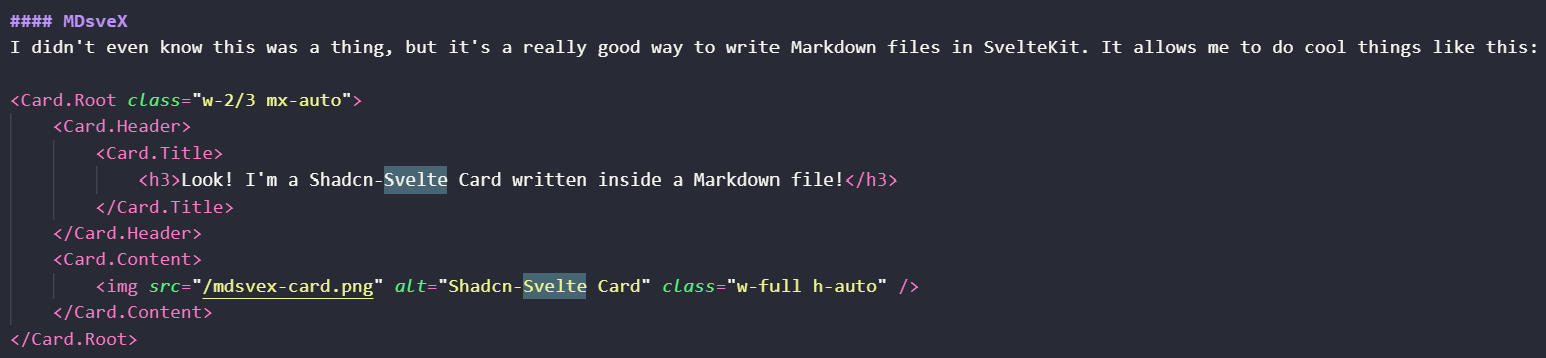 #### MDsveX
I didn't even know this was a thing, but it's a really good way to write Markdown files in SvelteKit. It allows me to do cool things like this:
<Card.Root class="w-2/3 mx-auto">
<Card.Header>
<Card.Title>
<h3>Look! I'm a Shadcn-Svelte Card written inside a Markdown file!</h3>
</Card.Title>
</Card.Header>
<Card.Content>
<img src="/mdsvex-card.png" alt="Shadcn-Svelte Card" class="w-full h-auto" />
</Card.Content>
</Card.Root>